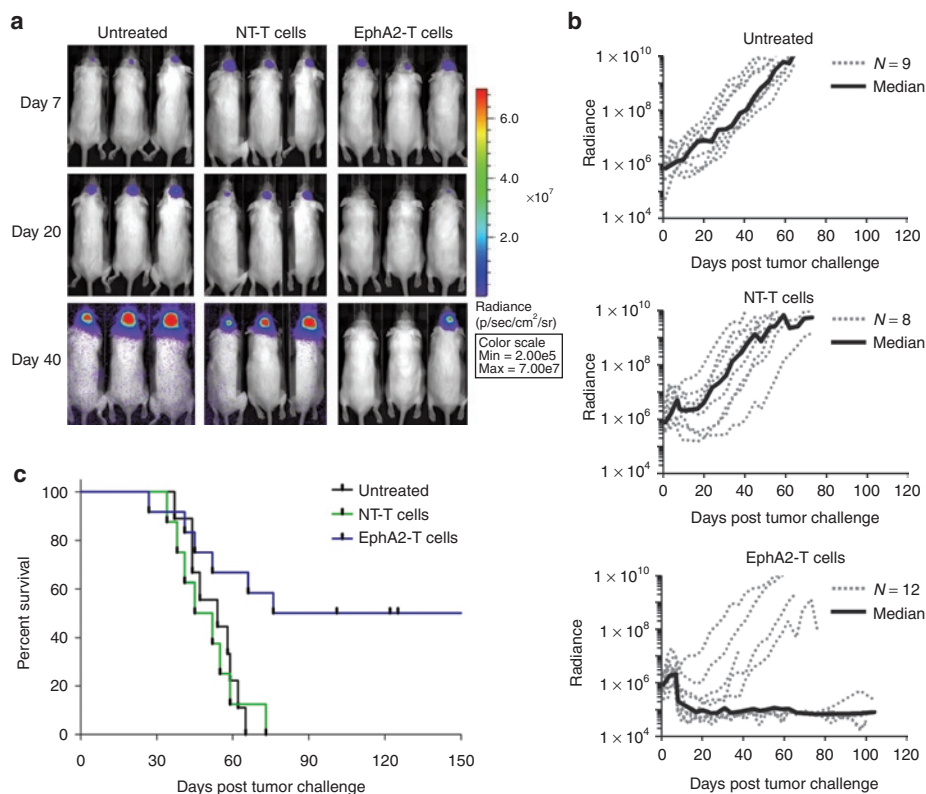 a
Untreated
NT-T cells
EphA2-T cells
Day 7
Day 20
Day 40
6.0
4.0
2.0
×10⁷
Radiance
(p/sec/cm²/sr)
Color scale
Min = 2.00e5
Max = 7.00e7
b
Untreated
Radiance
1 × 10¹⁰
1 × 10⁸
1 × 10⁶
1 × 10⁴
0 20 40 60 80 100 120
Days post tumor challenge
N = 9
Median
NT-T cells
Radiance
1 × 10¹⁰
1 × 10⁸
1 × 10⁶
1 × 10⁴
0 20 40 60 80 100 120
Days post tumor challenge
N = 8
Median
EphA2-T cells
Radiance
1 × 10¹⁰
1 × 10⁸
1 × 10⁶
1 × 10⁴
0 20 40 60 80 100 120
Days post tumor challenge
N = 12
Median
c
Percent survival
100
80
60
40
20
0
0 30 60 90 120 150
Days post tumor challenge
Untreated
NT-T cells
EphA2-T cells